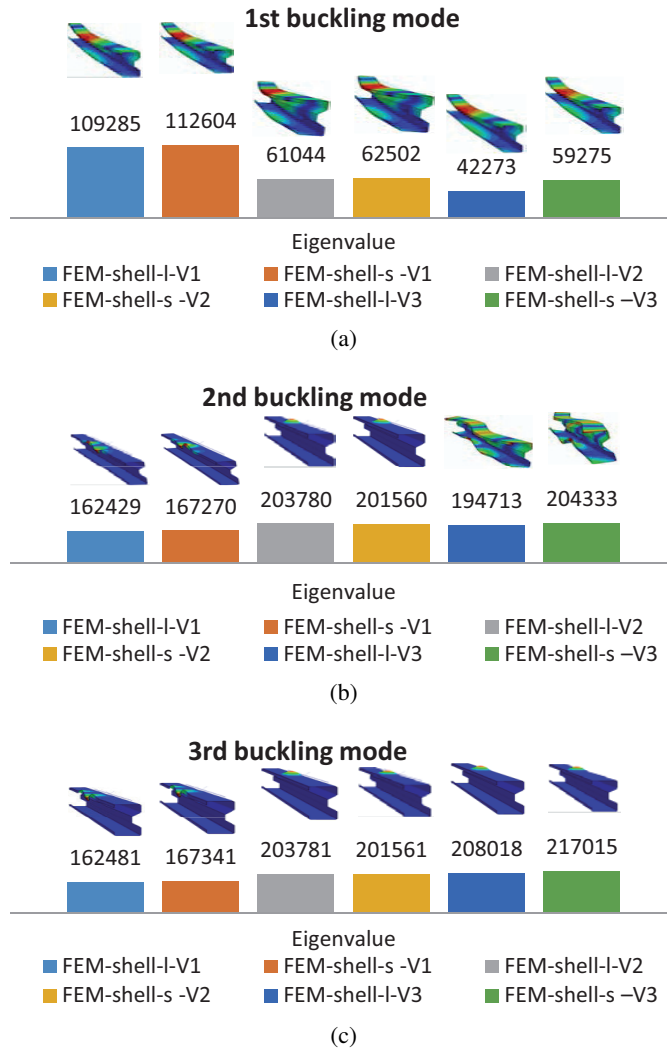 1st buckling mode
109285 112604 61044 62502 42273 59275
Eigenvalue
FEM-shell-l-V1 FEM-shell-s -V1 FEM-shell-l-V2
FEM-shell-s -V2 FEM-shell-l-V3 FEM-shell-s –V3
(a)
2nd buckling mode
162429 167270 203780 201560 194713 204333
Eigenvalue
FEM-shell-l-V1 FEM-shell-s -V1 FEM-shell-l-V2
FEM-shell-s -V2 FEM-shell-l-V3 FEM-shell-s –V3
(b)
3rd buckling mode
162481 167341 203781 201561 208018 217015
Eigenvalue
FEM-shell-l-V1 FEM-shell-s -V1 FEM-shell-l-V2
FEM-shell-s -V2 FEM-shell-l-V3 FEM-shell-s –V3
(c)